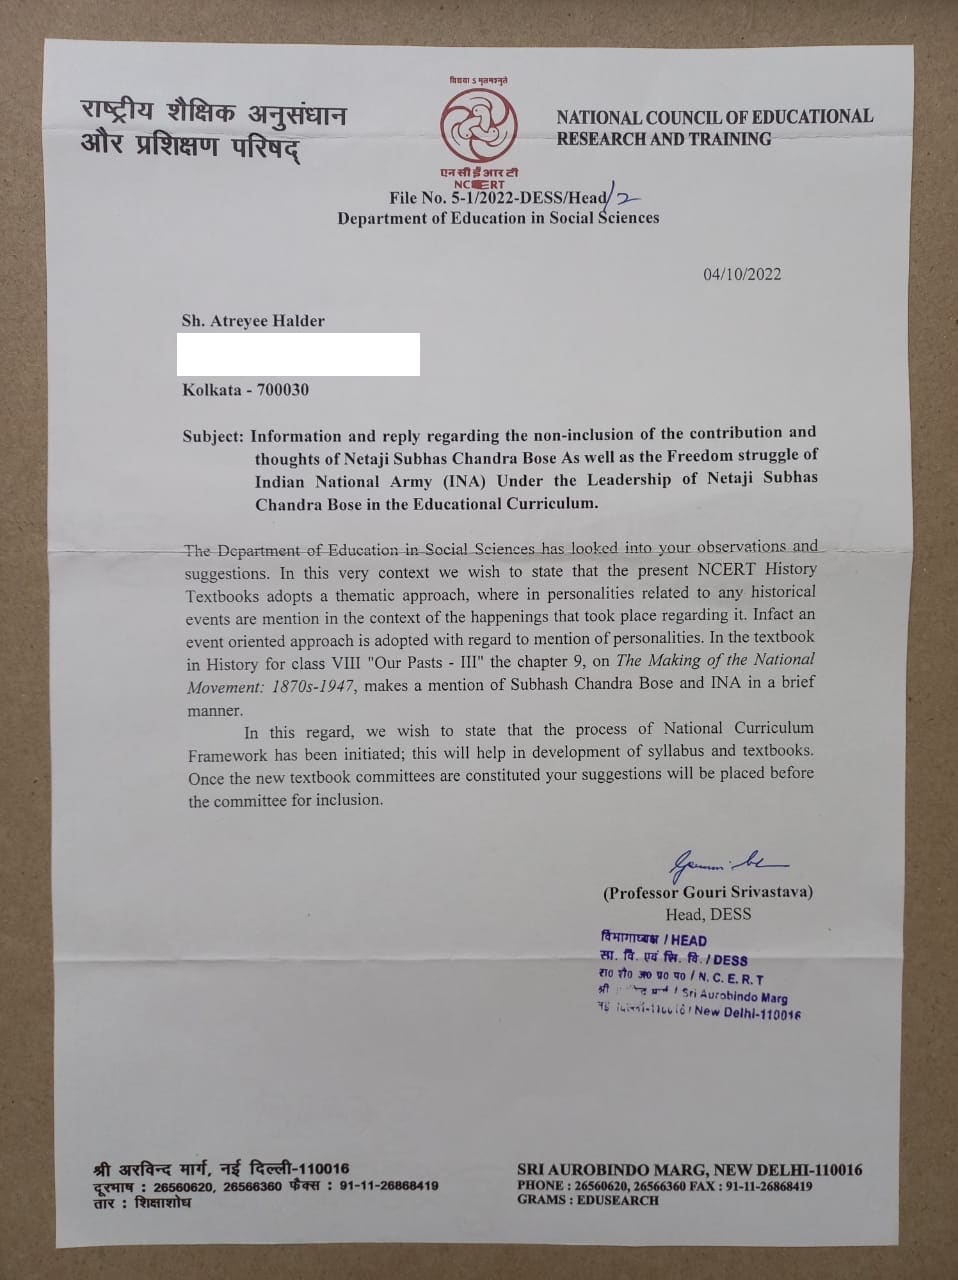 विद्यया ऽ मृतमश्नुते
राष्ट्रीय शैक्षिक अनुसंधान
और प्रशिक्षण परिषद्
एन सी ई आर टी
NCERT
NATIONAL COUNCIL OF EDUCATIONAL
RESEARCH AND TRAINING
File No. 5-1/2022-DESS/Head/2
Department of Education in Social Sciences
04/10/2022
Sh. Atreyee Halder
Kolkata - 700030
Subject: Information and reply regarding the non-inclusion of the contribution and
thoughts of Netaji Subhas Chandra Bose As well as the Freedom struggle of
Indian National Army (INA) Under the Leadership of Netaji Subhas
Chandra Bose in the Educational Curriculum.
The Department of Education in Social Sciences has looked into your observations and
suggestions. In this very context we wish to state that the present NCERT History
Textbooks adopts a thematic approach, where in personalities related to any historical
events are mention in the context of the happenings that took place regarding it. Infact an
event oriented approach is adopted with regard to mention of personalities. In the textbook
in History for class VIII "Our Pasts - III" the chapter 9, on The Making of the National
Movement: 1870s-1947, makes a mention of Subhash Chandra Bose and INA in a brief
manner.
In this regard, we wish to state that the process of National Curriculum
Framework has been initiated; this will help in development of syllabus and textbooks.
Once the new textbook committees are constituted your suggestions will be placed before
the committee for inclusion.
(Professor Gouri Srivastava)
Head, DESS
विभागाध्यक्ष / HEAD
सा. वि. एवं सि. वि. / DESS
रा० शै० अ० प्र० प० / N. C. E. R. T
श्री / Sri Aurobindo Marg
/ New Delhi-110016
श्री अरविन्द मार्ग, नई दिल्ली-110016
दूरभाष : 26560620, 26566360 फैक्स : 91-11-26868419
तार : शिक्षाशोध
SRI AUROBINDO MARG, NEW DELHI-110016
PHONE : 26560620, 26566360 FAX : 91-11-26868419
GRAMS : EDUSEARCH